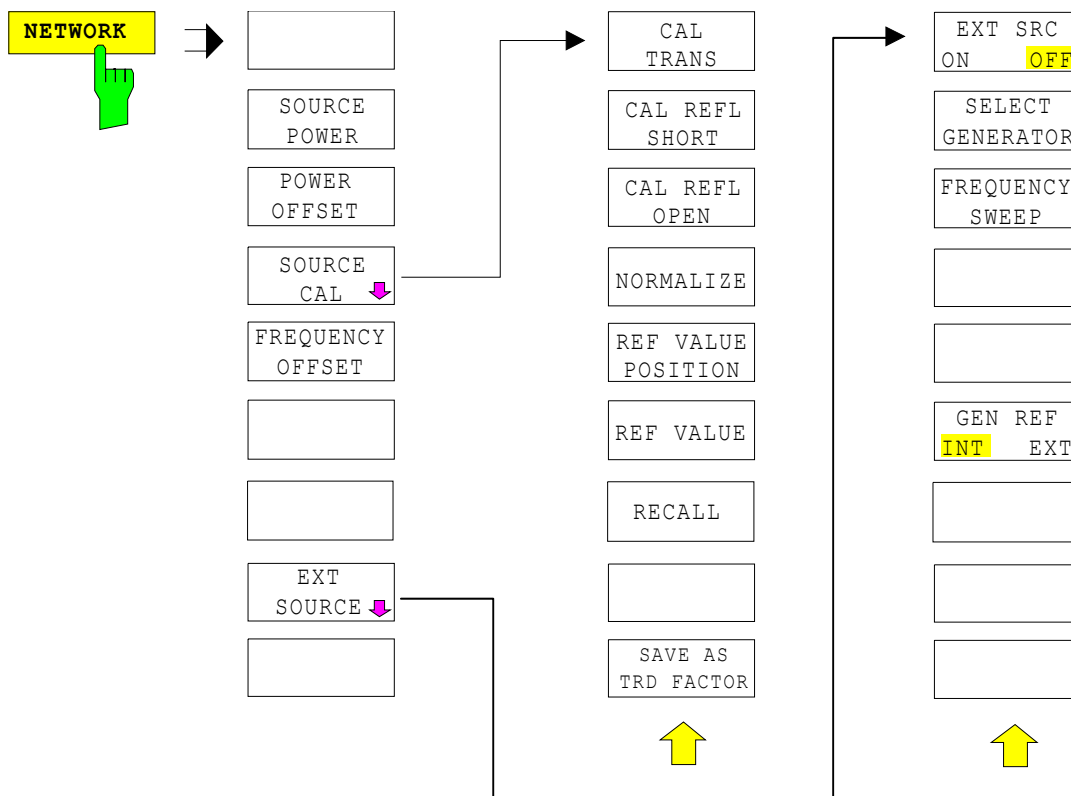 NETWORK
SOURCE
POWER
POWER
OFFSET
SOURCE
CAL
FREQUENCY
OFFSET
EXT
SOURCE
CAL
TRANS
CAL REFL
SHORT
CAL REFL
OPEN
NORMALIZE
REF VALUE
POSITION
REF VALUE
RECALL
SAVE AS
TRD FACTOR
EXT SRC
ON OFF
SELECT
GENERATOR
FREQUENCY
SWEEP
GEN REF
INT EXT